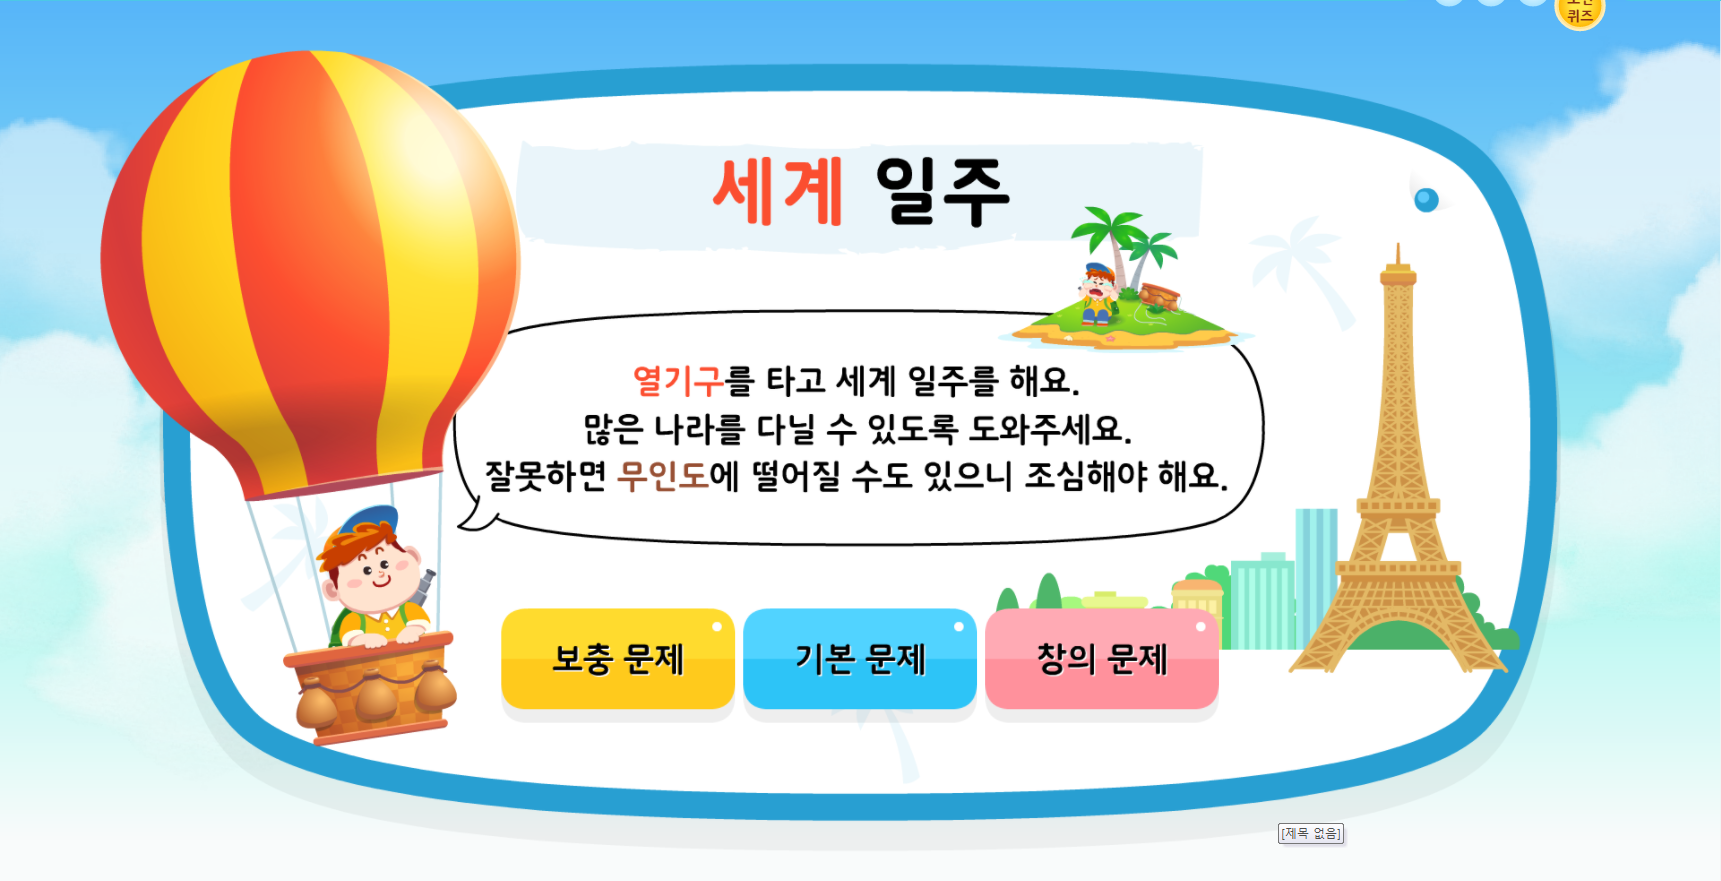 퀴즈
세계 일주
열기구를 타고 세계 일주를 해요.
많은 나라를 다닐 수 있도록 도와주세요.
잘못하면 무인도에 떨어질 수도 있으니 조심해야 해요.
보충 문제
기본 문제
창의 문제
[제목 없음]